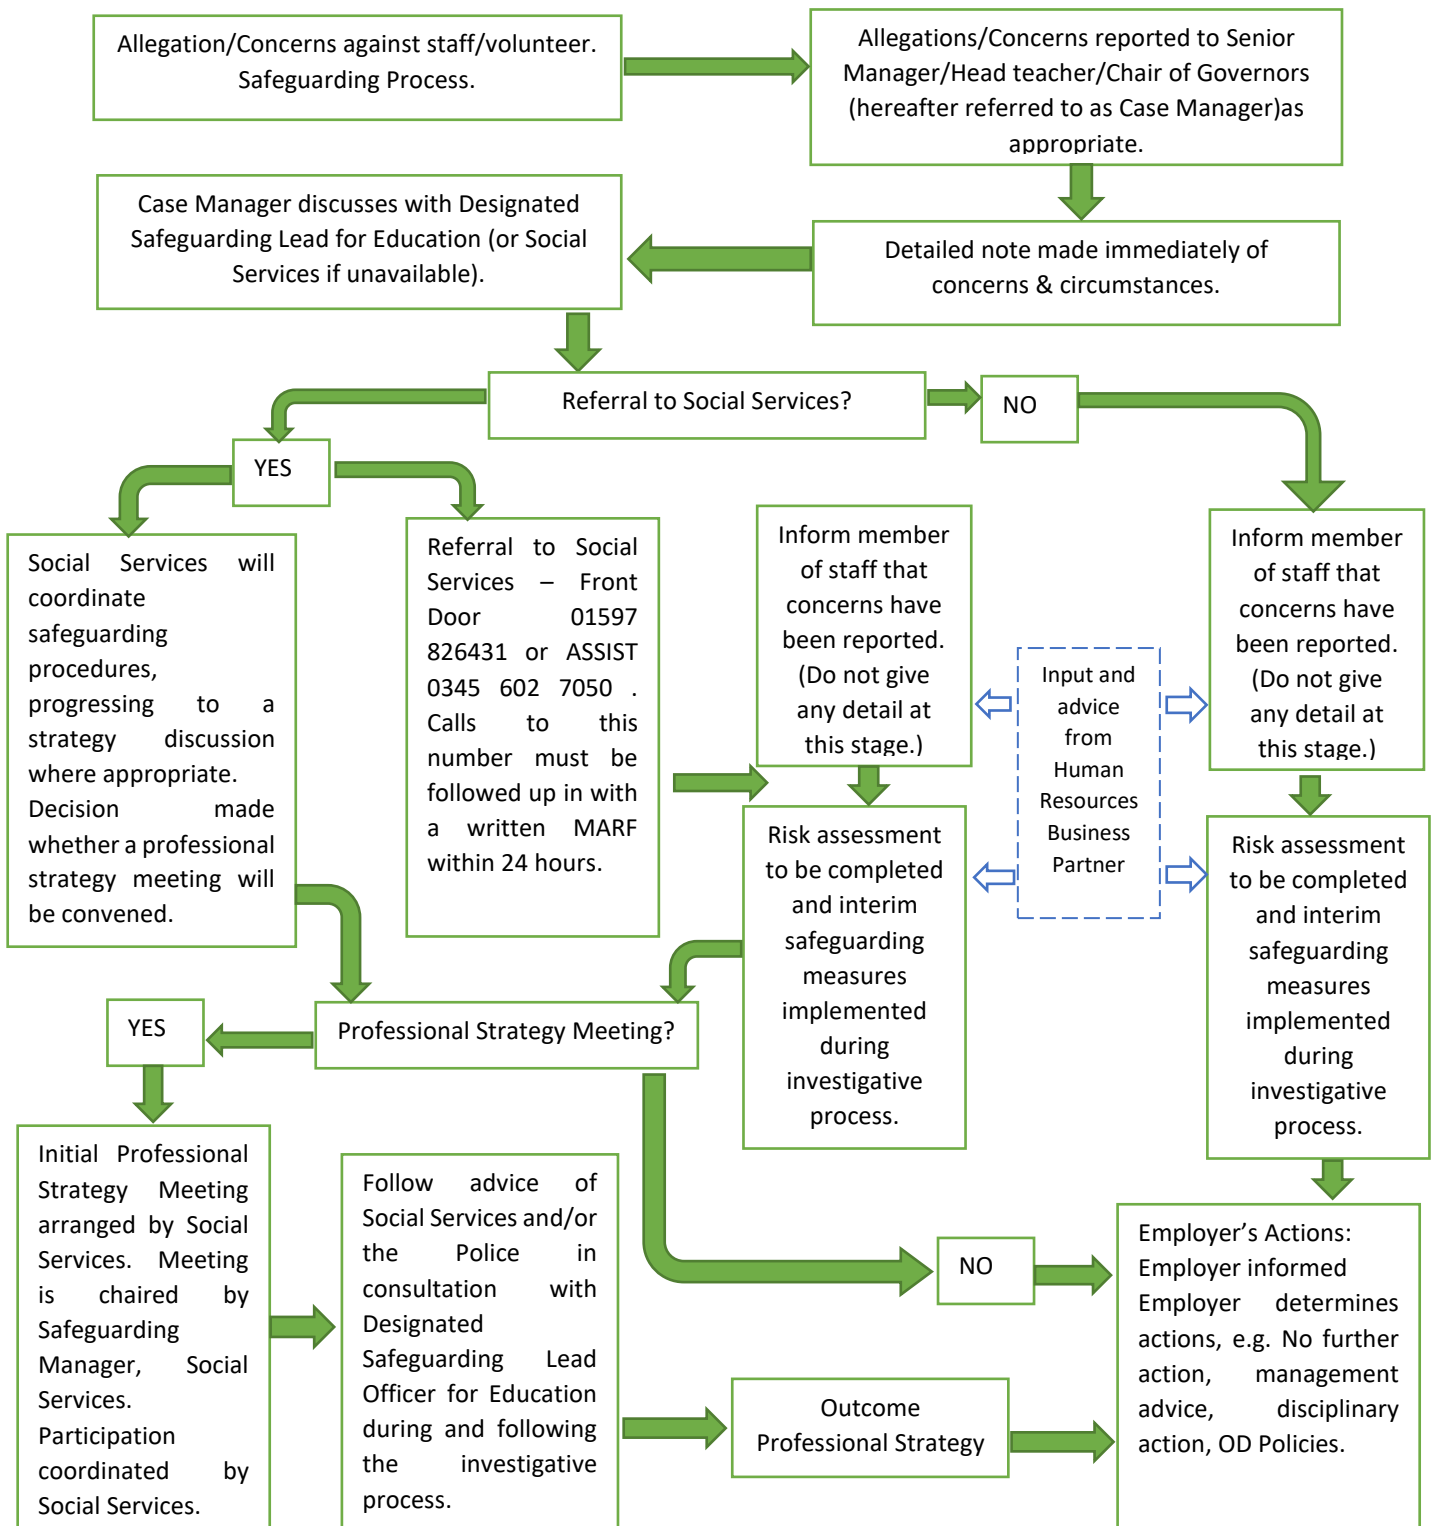 Allegation/Concerns against staff/volunteer.
Safeguarding Process.
Allegations/Concerns reported to Senior
Manager/Head teacher/Chair of Governors
(hereafter referred to as Case Manager)as
appropriate.
Case Manager discusses with Designated
Safeguarding Lead for Education (or Social
Services if unavailable).
Detailed note made immediately of
concerns & circumstances.
Referral to Social Services?
NO
YES
Social Services will
coordinate
safeguarding
procedures,
progressing to a
strategy discussion
where appropriate.
Decision made
whether a professional
strategy meeting will
be convened.
Referral to Social
Services – Front
Door 01597
826431 or ASSIST
0345 602 7050 .
Calls to this
number must be
followed up in with
a written MARF
within 24 hours.
Inform member
of staff that
concerns have
been reported.
(Do not give
any detail at
this stage.)
Input and
advice
from
Human
Resources
Business
Partner
Inform member
of staff that
concerns have
been reported.
(Do not give
any detail at
this stage.)
Risk assessment
to be completed
and interim
safeguarding
measures
implemented
during
investigative
process.
Risk assessment
to be completed
and interim
safeguarding
measures
implemented
during
investigative
process.
YES
Professional Strategy Meeting?
Initial Professional
Strategy Meeting
arranged by Social
Services. Meeting
is chaired by
Safeguarding
Manager, Social
Services.
Participation
coordinated by
Social Services.
Follow advice of
Social Services and/or
the Police in
consultation with
Designated
Safeguarding Lead
Officer for Education
during and following
the investigative
process.
NO
Outcome
Professional Strategy
Employer’s Actions:
Employer informed
Employer determines
actions, e.g. No further
action, management
advice, disciplinary
action, OD Policies.